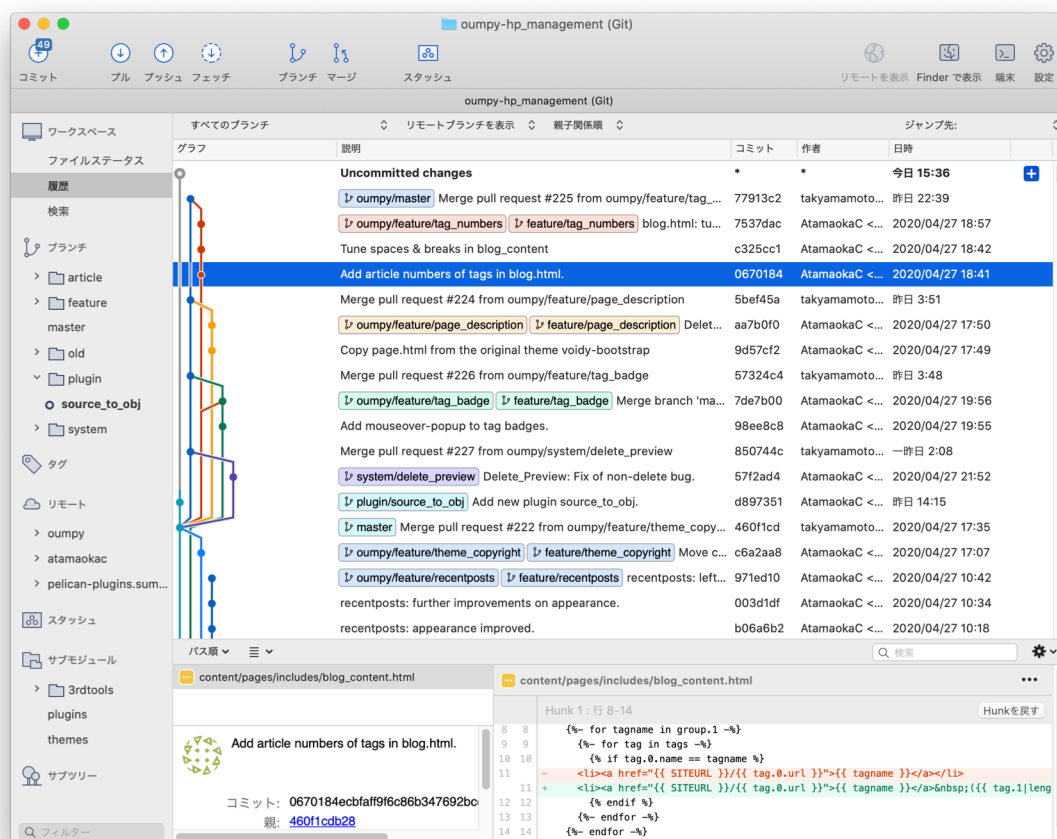 oumpy-hp_management (Git)
49
コミット
プル
プッシュ
フェッチ
ブランチ
マージ
スタッシュ
リモートを表示
Finder で表示
端末
設定
oumpy-hp_management (Git)
ワークスペース
ファイルステータス
履歴
検索
ブランチ
article
feature
master
old
plugin
source_to_obj
system
タグ
リモート
oumpy
atamaokac
pelican-plugins.sum...
スタッシュ
サブモジュール
3rdtools
plugins
themes
サブツリー
フィルター
すべてのブランチ リモートブランチを表示 親子関係順 ジャンプ先:
グラフ 説明 コミット 作者 日時
Uncommitted changes * * 今日 15:36
oumpy/master Merge pull request #225 from oumpy/feature/tag_... 77913c2 takyamamoto... 昨日 22:39
oumpy/feature/tag_numbers feature/tag_numbers blog.html: tu... 7537dac AtamaokaC <... 2020/04/27 18:57
Tune spaces & breaks in blog_content c325cc1 AtamaokaC <... 2020/04/27 18:42
Add article numbers of tags in blog.html. 0670184 AtamaokaC <... 2020/04/27 18:41
Merge pull request #224 from oumpy/feature/page_description 5bef45a takyamamoto... 昨日 3:51
oumpy/feature/page_description feature/page_description Delet... aa7b0f0 AtamaokaC <... 2020/04/27 17:50
Copy page.html from the original theme voidy-bootstrap 9d57cf2 AtamaokaC <... 2020/04/27 17:49
Merge pull request #226 from oumpy/feature/tag_badge 57324c4 takyamamoto... 昨日 3:48
oumpy/feature/tag_badge feature/tag_badge Merge branch 'ma... 7de7b00 AtamaokaC <... 2020/04/27 19:56
Add mouseover-popup to tag badges. 98ee8c8 AtamaokaC <... 2020/04/27 19:55
Merge pull request #227 from oumpy/system/delete_preview 850744c takyamamoto... 一昨日 2:08
system/delete_preview Delete_Preview: Fix of non-delete bug. 57f2ad4 AtamaokaC <... 2020/04/27 21:52
plugin/source_to_obj Add new plugin source_to_obj. d897351 AtamaokaC <... 昨日 14:15
master Merge pull request #222 from oumpy/feature/theme_copy... 460f1cd takyamamoto... 2020/04/27 17:35
oumpy/feature/theme_copyright feature/theme_copyright Move c... c6a2aa8 AtamaokaC <... 2020/04/27 17:07
oumpy/feature/recentposts feature/recentposts recentposts: left... 971ed10 AtamaokaC <... 2020/04/27 10:42
recentposts: further improvements on appearance. 003d1df AtamaokaC <... 2020/04/27 10:34
recentposts: appearance improved. b06a6b2 AtamaokaC <... 2020/04/27 10:18
パス順
検索
content/pages/includes/blog_content.html
Add article numbers of tags in blog.html.
コミット: 0670184ecbfaff9f6c86b347692bc
親: 460f1cdb28
content/pages/includes/blog_content.html
Hunk 1 : 行 8-14 Hunkを戻す
8 8 {%- for tagname in group.1 -%}
9 9 {%- for tag in tags -%}
10 10 {% if tag.0.name == tagname %}
11 - <li><a href="{{ SITEURL }}/{{ tag.0.url }}">{{ tagname }}</a></li>
11 + <li><a href="{{ SITEURL }}/{{ tag.0.url }}">{{ tagname }}</a>&nbsp;({{ tag.1|leng
12 12 {% endif %}
13 13 {%- endfor -%}
14 14 {%- endfor -%}